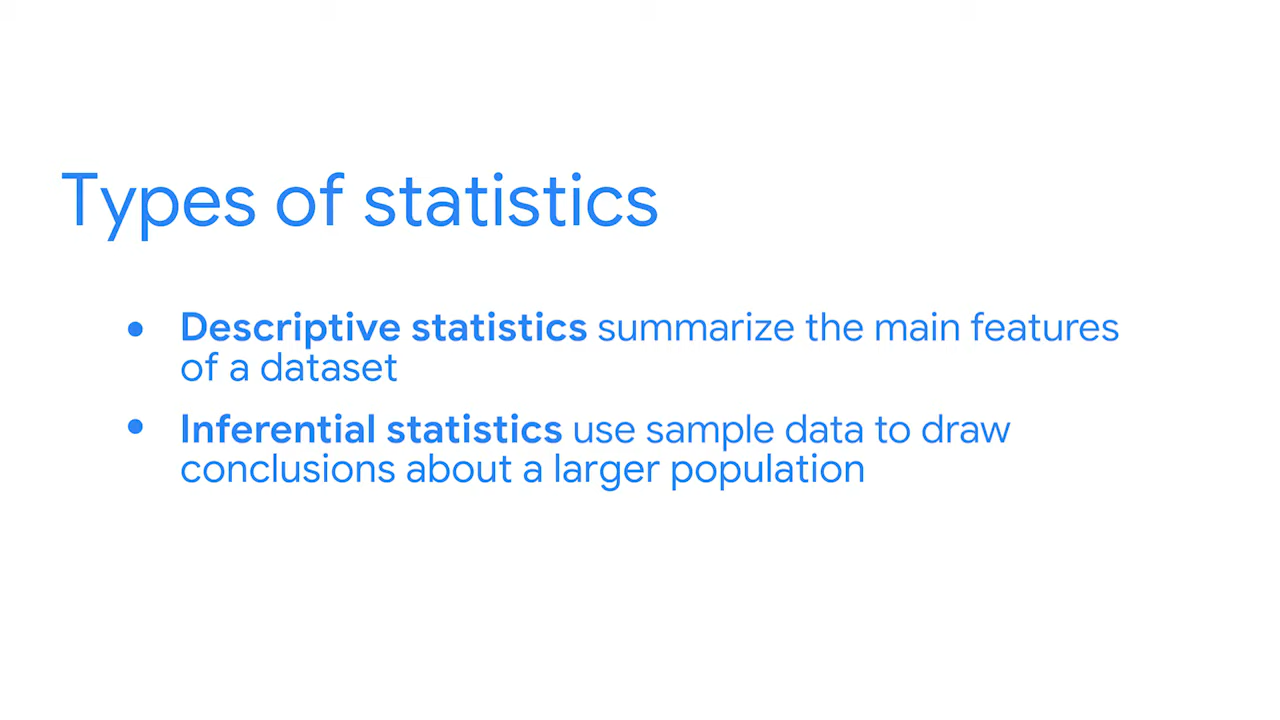 Types of statistics
• Descriptive statistics summarize the main features
of a dataset
• Inferential statistics use sample data to draw
conclusions about a larger population